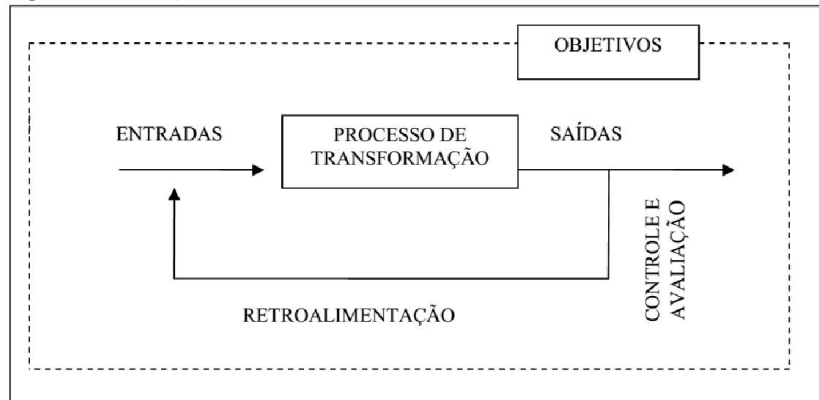 OBJETIVOS
ENTRADAS
PROCESSO DE
TRANSFORMAÇÃO
SAÍDAS
CONTROLE E
AVALIAÇÃO
RETROALIMENTAÇÃO